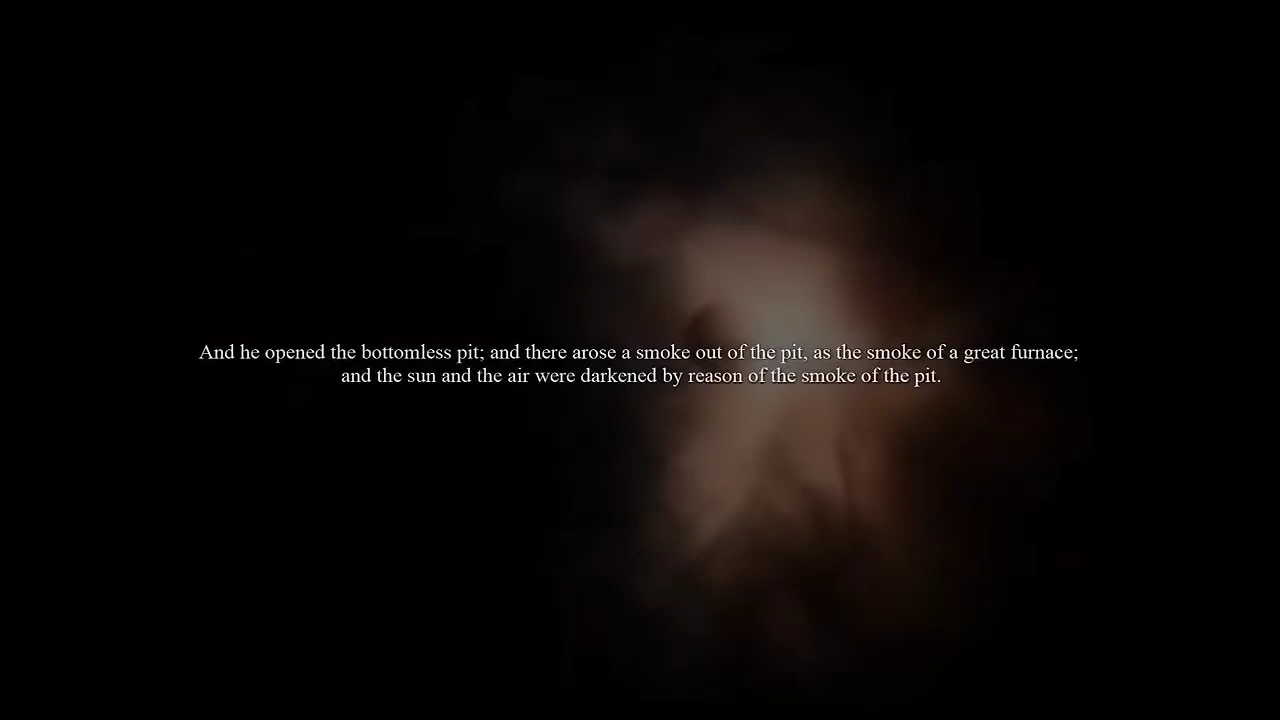 And he opened the bottomless pit; and there arose a smoke out of the pit, as the smoke of a great furnace;
and the sun and the air were darkened by reason of the smoke of the pit.